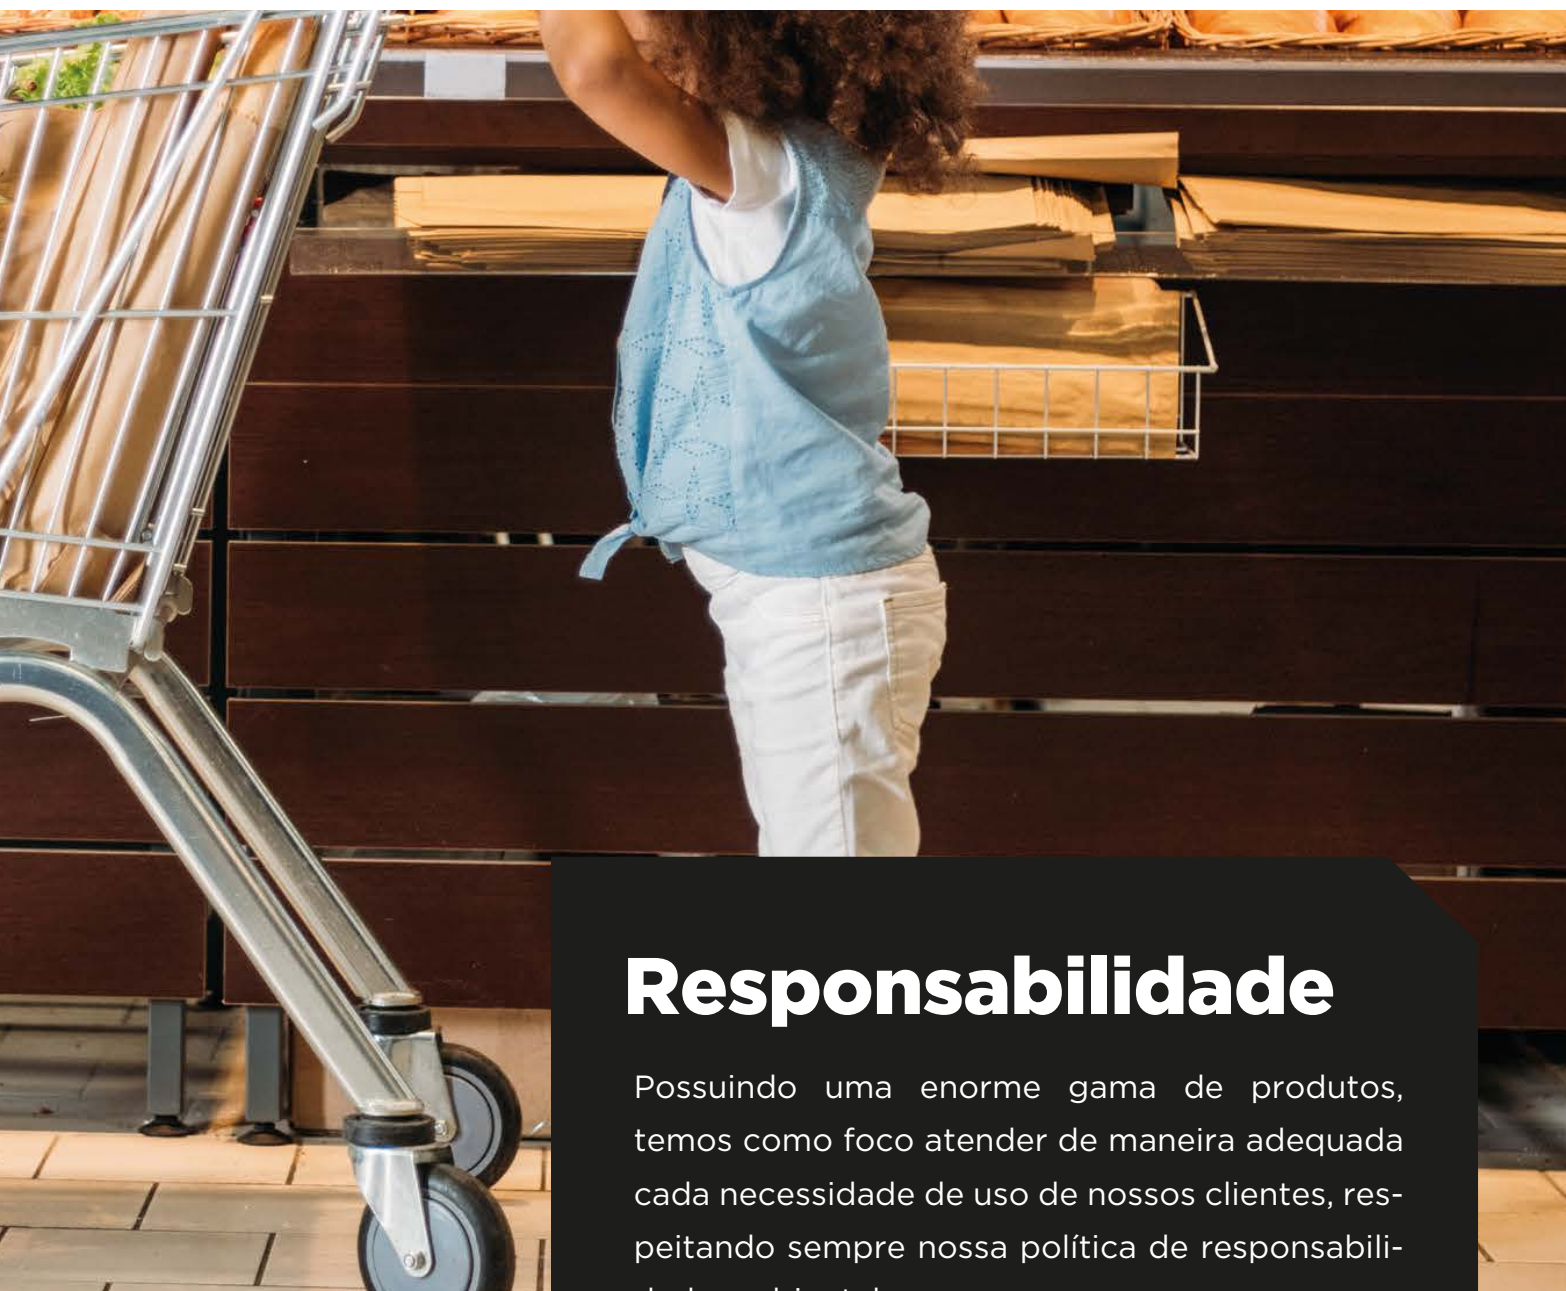 Responsabilidade
Possuindo uma enorme gama de produtos,
temos como foco atender de maneira adequada
cada necessidade de uso de nossos clientes, res-
peitando sempre nossa política de responsabili-